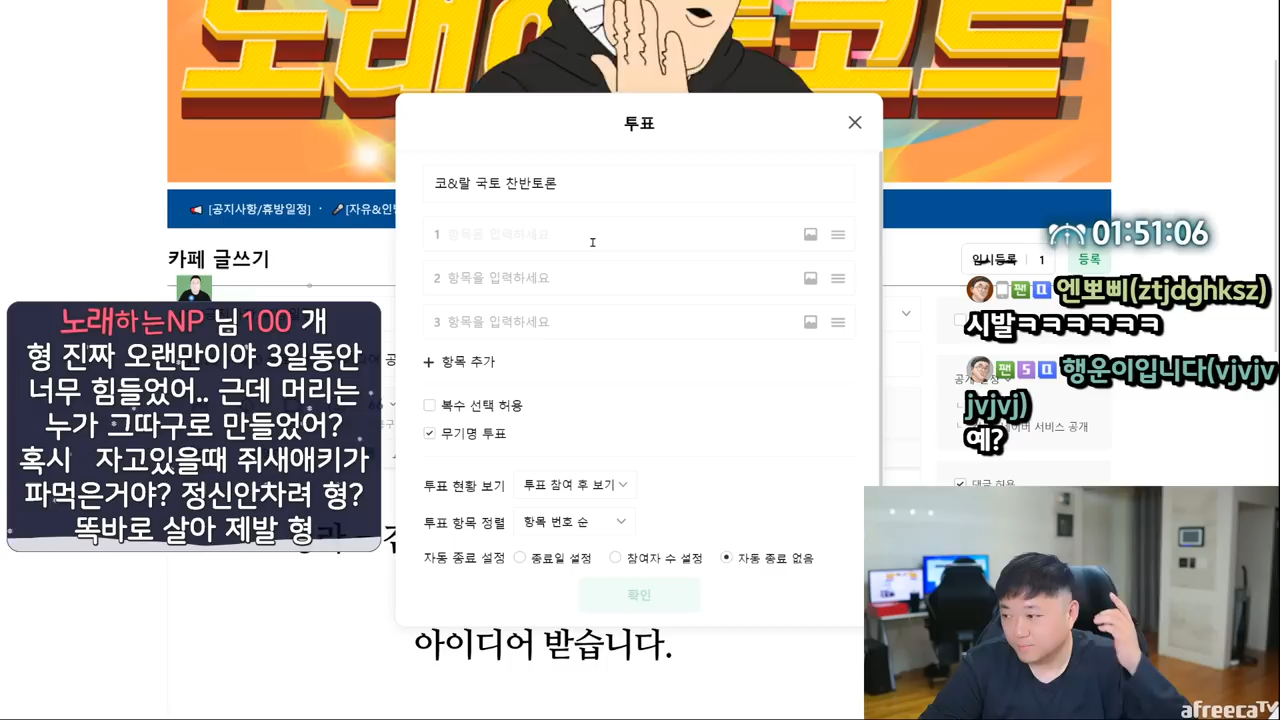 투표
코&랄 국토 찬반토론
[공지사항/휴방일정] ·
카페 글쓰기
임시등록 1
등록
1 항목을 입력하세요
2 항목을 입력하세요
3 항목을 입력하세요
+ 항목 추가
복수 선택 허용
무기명 투표
투표 현황 보기 투표 참여 후 보기
투표 항목 정렬 항목 번호 순
자동 종료 설정 종료일 설정 참여자 수 설정 자동 종료 없음
확인
아이디어 받습니다.
노래하는NP 님100 개
형 진짜 오랜만이야 3일동안
너무 힘들었어.. 근데 머리는
누가 그따구로 만들었어?
혹시 자고있을때 쥐새애키가
파먹은거야? 정신안차려 형?
똑바로 살아 제발 형
01:51:06
팬 엔뽀삐(ztjdghksz)
시발ㅋㅋㅋㅋㅋㅋ
팬 5 행운이입니다(vjvjv
jvjvj)
예?
서비스 공개
댓글 허용
afreecaTV